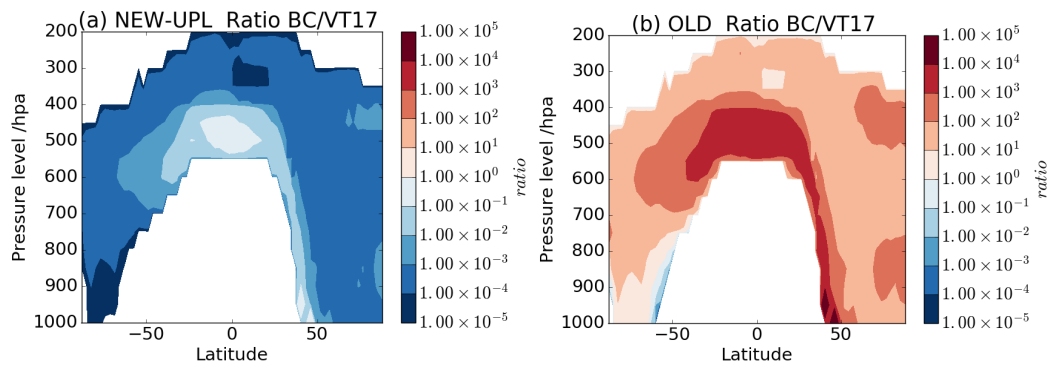 (a) NEW-UPL Ratio BC/VT17
200
300
400
500
600
700
800
900
1000
Pressure level /hpa
−50
0
50
Latitude
1.00 × 10^5
1.00 × 10^4
1.00 × 10^3
1.00 × 10^2
1.00 × 10^1
1.00 × 10^0
1.00 × 10^−1
1.00 × 10^−2
1.00 × 10^−3
1.00 × 10^−4
1.00 × 10^−5
ratio
(b) OLD Ratio BC/VT17
200
300
400
500
600
700
800
900
1000
Pressure level /hpa
−50
0
50
Latitude
1.00 × 10^5
1.00 × 10^4
1.00 × 10^3
1.00 × 10^2
1.00 × 10^1
1.00 × 10^0
1.00 × 10^−1
1.00 × 10^−2
1.00 × 10^−3
1.00 × 10^−4
1.00 × 10^−5
ratio